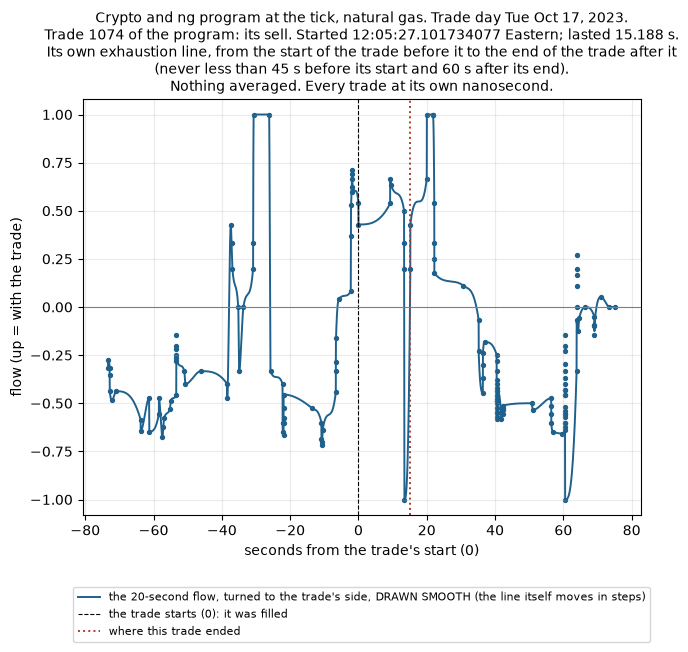 Crypto and ng program at the tick, natural gas. Trade day Tue Oct 17, 2023.
Trade 1074 of the program: its sell. Started 12:05:27.101734077 Eastern; lasted 15.188 s.
Its own exhaustion line, from the start of the trade before it to the end of the trade after it
(never less than 45 s before its start and 60 s after its end).
Nothing averaged. Every trade at its own nanosecond.
1.00
0.75
0.50
0.25
0.00
−0.25
−0.50
−0.75
−1.00
flow (up = with the trade)
−80
−60
−40
−20
0
20
40
60
80
seconds from the trade's start (0)
the 20-second flow, turned to the trade's side, DRAWN SMOOTH (the line itself moves in steps)
the trade starts (0): it was filled
where this trade ended